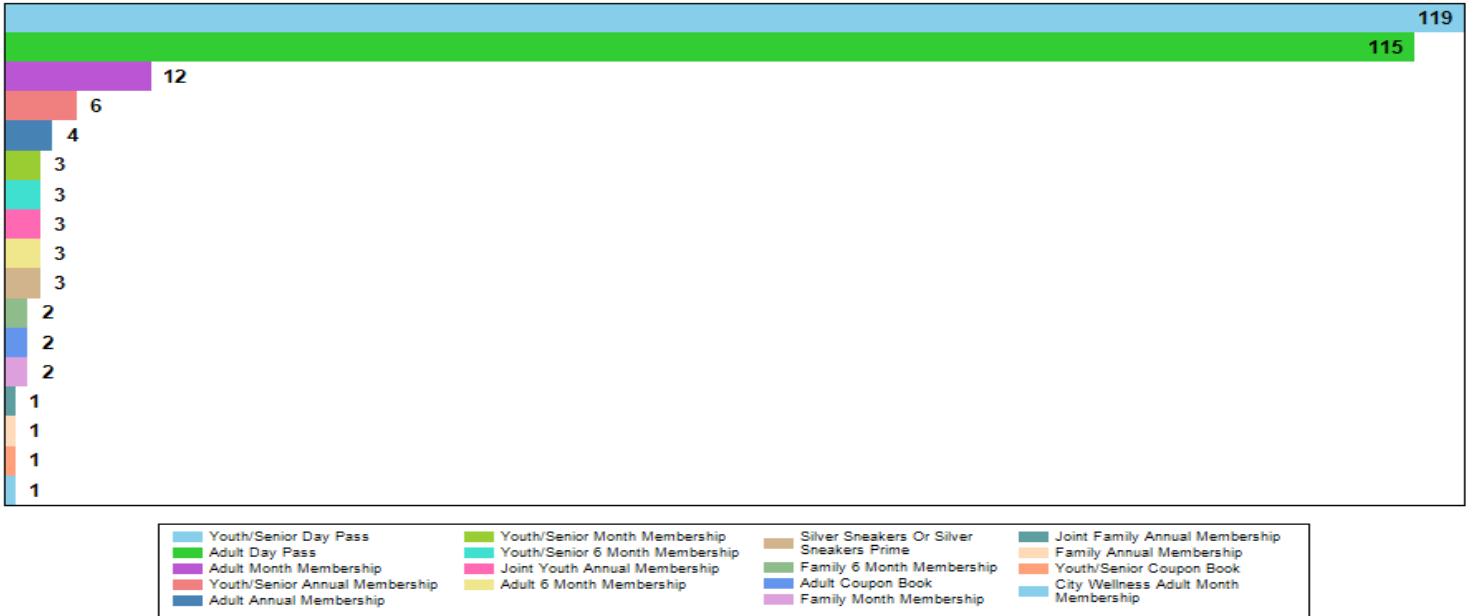 119
115
12
6
4
3
3
3
3
3
2
2
2
1
1
1
1
Youth/Senior Day Pass
Adult Day Pass
Adult Month Membership
Youth/Senior Annual Membership
Adult Annual Membership
Youth/Senior Month Membership
Youth/Senior 6 Month Membership
Joint Youth Annual Membership
Adult 6 Month Membership
Silver Sneakers Or Silver
Sneakers Prime
Family 6 Month Membership
Adult Coupon Book
Family Month Membership
Joint Family Annual Membership
Family Annual Membership
Youth/Senior Coupon Book
City Wellness Adult Month
Membership